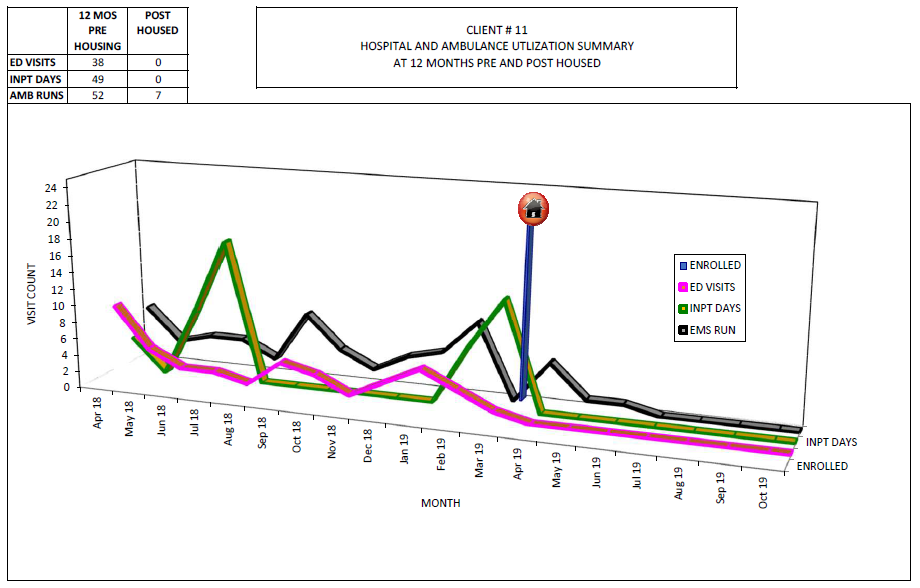 12 MOS PRE HOUSING	POST HOUSED
ED VISITS	38	0
INPT DAYS	49	0
AMB RUNS	52	7
CLIENT # 11
HOSPITAL AND AMBULANCE UTLIZATION SUMMARY
AT 12 MONTHS PRE AND POST HOUSED
VISIT COUNT
24
22
20
18
16
14
12
10
8
6
4
2
0
ENROLLED
ED VISITS
INPT DAYS
EMS RUN
Apr 18
May 18
Jun 18
Jul 18
Aug 18
Sep 18
Oct 18
Nov 18
Dec 18
Jan 19
Feb 19
Mar 19
Apr 19
May 19
Jun 19
Jul 19
Aug 19
Sep 19
Oct 19
INPT DAYS
ENROLLED
MONTH